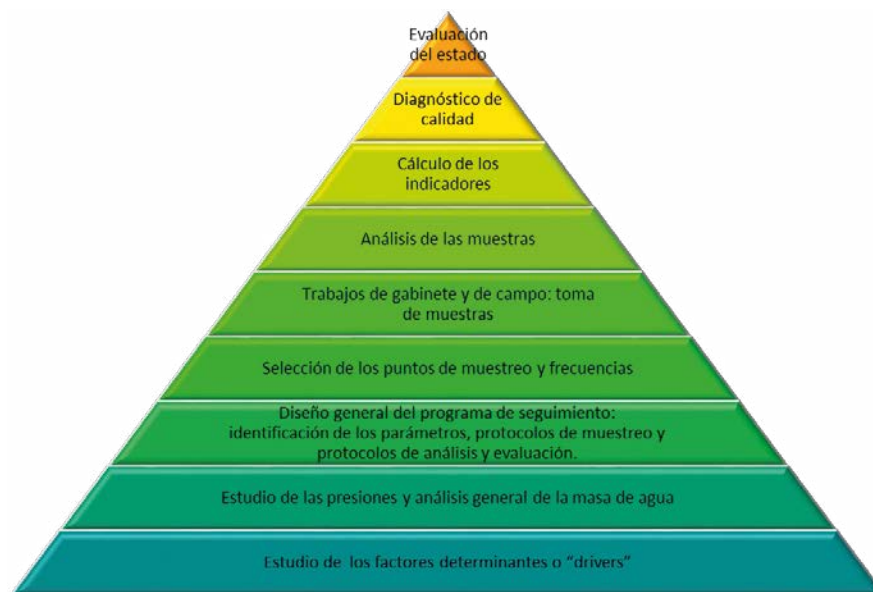 Evaluación
del estado
Diagnóstico de
calidad
Cálculo de los
indicadores
Análisis de las muestras
Trabajos de gabinete y de campo: toma
de muestras
Selección de los puntos de muestreo y frecuencias
Diseño general del programa de seguimiento:
identificación de los parámetros, protocolos de muestreo y
protocolos de análisis y evaluación.
Estudio de las presiones y análisis general de la masa de agua
Estudio de los factores determinantes o “drivers”